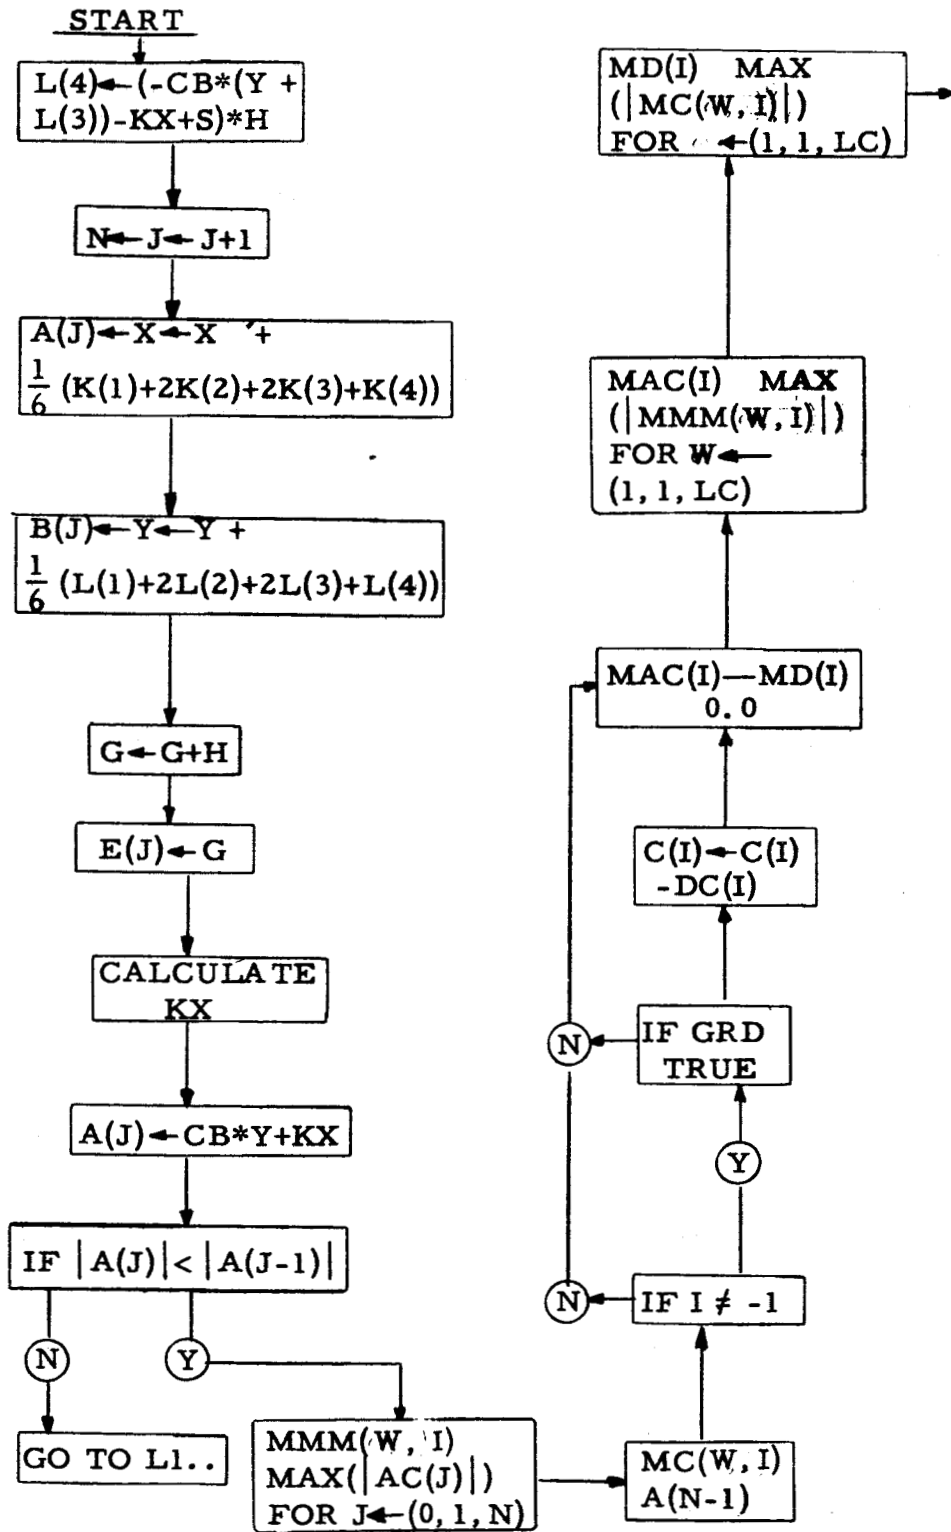 START
L(4)←(-CB*(Y +
L(3))-KX+S)*H
N←J←J+1
A(J)←X←X +
1/6 (K(1)+2K(2)+2K(3)+K(4))
B(J)←Y←Y +
1/6 (L(1)+2L(2)+2L(3)+L(4))
G←G+H
E(J)←G
CALCULATE
KX
A(J)←CB*Y+KX
IF |A(J)|<|A(J-1)|
N
Y
GO TO L1..
MMM(W, I)
MAX(|AC(J)|)
FOR J←(0, 1, N)
MC(W, I)
A(N-1)
IF I ≠ -1
N
Y
IF GRD
TRUE
N
C(I)←C(I)
-DC(I)
MAC(I)—MD(I)
0.0
MAC(I) MAX
(|MMM(W, I)|)
FOR W←
(1, 1, LC)
MD(I) MAX
(|MC(W, I)|)
FOR ←(1, 1, LC)